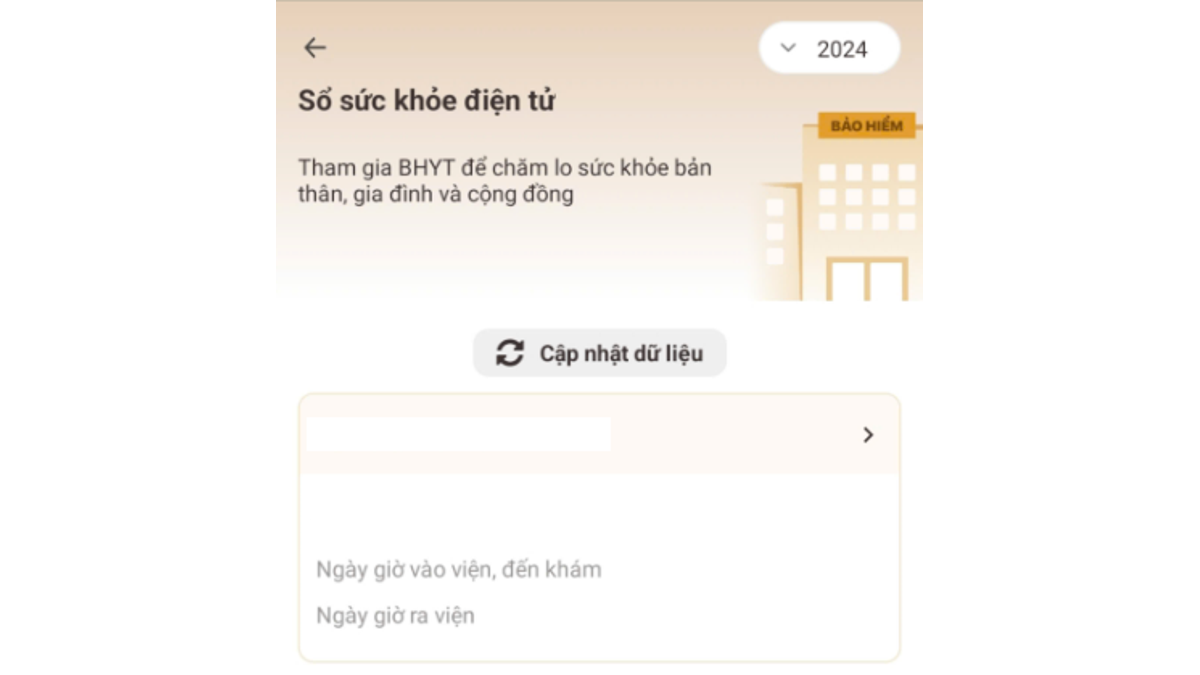 2024
Sổ sức khỏe điện tử
BẢO HIỂM
Tham gia BHYT để chăm lo sức khỏe bản
thân, gia đình và cộng đồng
Cập nhật dữ liệu
Ngày giờ vào viện, đến khám
Ngày giờ ra viện